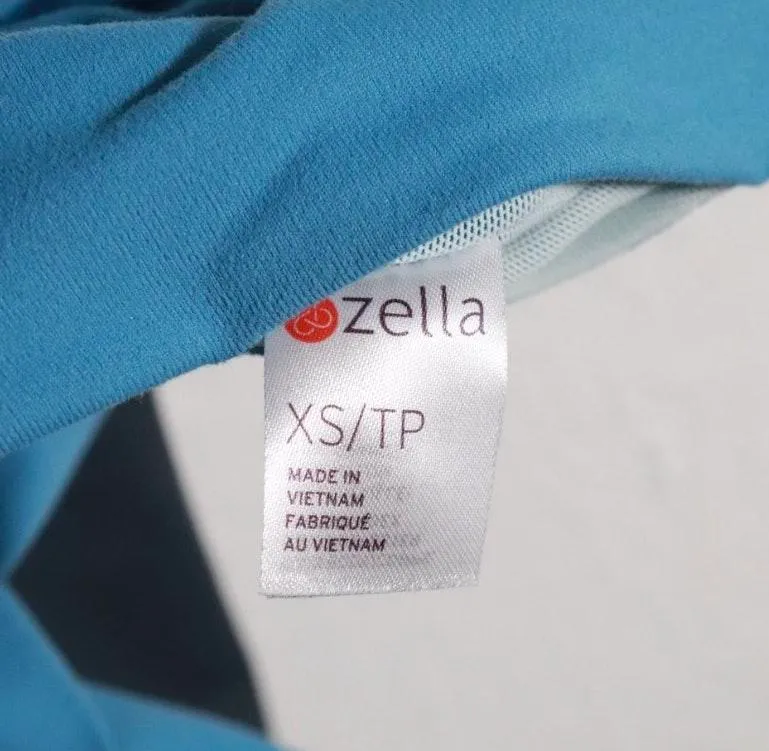 zella
XS/TP
MADE IN
VIETNAM
FABRIQUÉ
AU VIETNAM